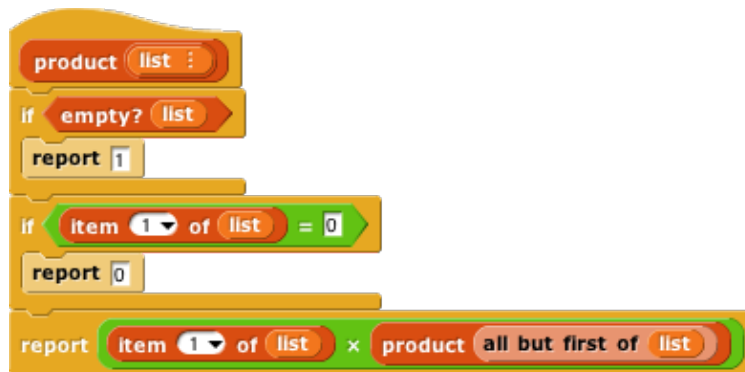 product list ⋮
if empty? list
report 1
if item 1 of list = 0
report 0
report item 1 of list × product all but first of list